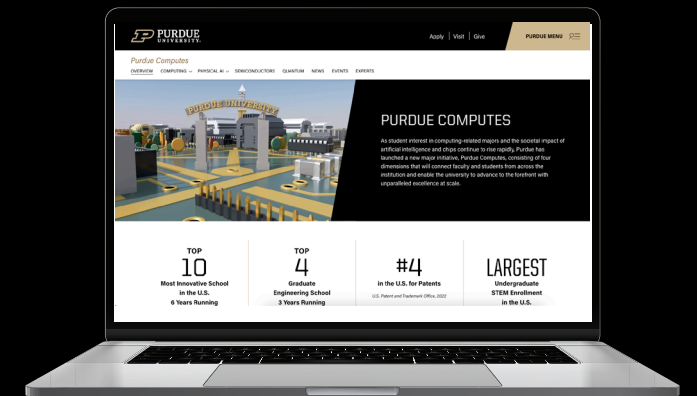 PURDUE
UNIVERSITY.
Apply | Visit | Give
PURDUE MENU
Purdue Computes
OVERVIEW COMPUTING PHYSICAL AI SEMICONDUCTORS QUANTUM NEWS EVENTS EXPERTS
PURDUE UNIVERSITY
PURDUE COMPUTES
As student interest in computing-related majors and the societal impact of
artificial intelligence and chips continue to rise rapidly, Purdue has
launched a new major initiative, Purdue Computes, consisting of four
dimensions that will connect faculty and students from across the
institution and enable the university to advance to the forefront with
unparalleled excellence at scale.
TOP
10
Most Innovative School
in the U.S.
6 Years Running
TOP
4
Graduate
Engineering School
3 Years Running
#4
in the U.S. for Patents
U.S. Patent and Trademark Office, 2022
LARGEST
Undergraduate
STEM Enrollment
in the U.S.